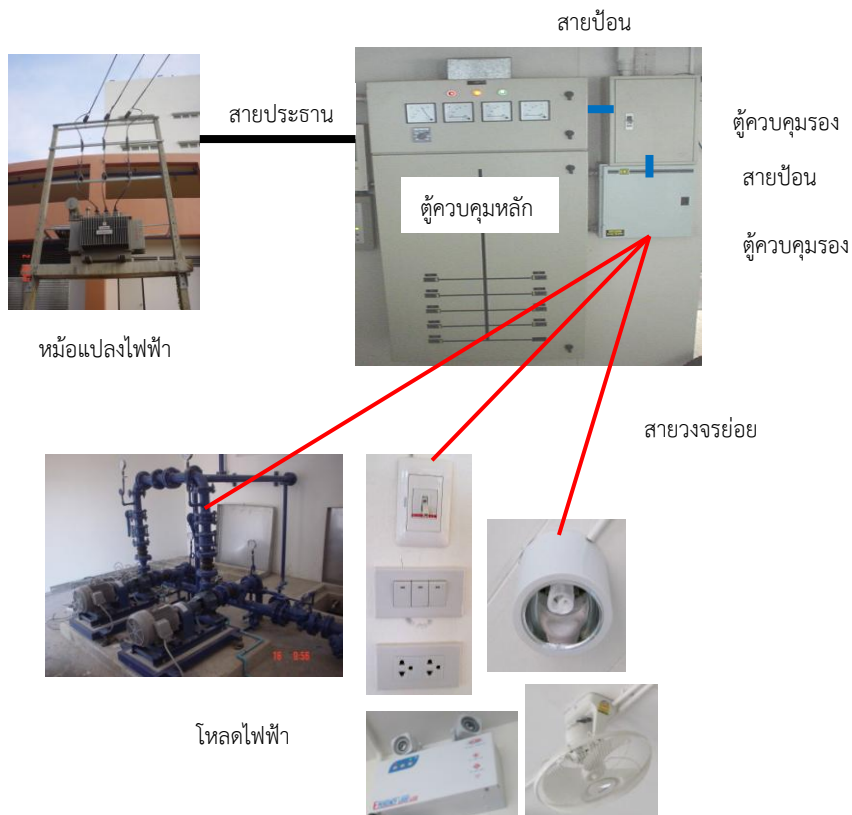 สายป้อน
สายประธาน
ตู้ควบคุมรอง
สายป้อน
ตู้ควบคุมหลัก
ตู้ควบคุมรอง
หม้อแปลงไฟฟ้า
สายวงจรย่อย
16 9:56
โหลดไฟฟ้า